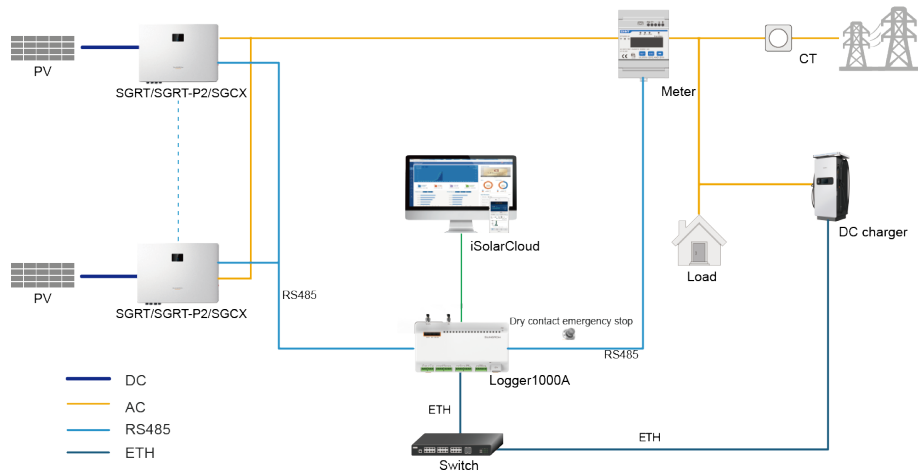 PV
SGRT/SGRT-P2/SGCX
Meter
CT
iSolarCloud
DC charger
Load
PV
SGRT/SGRT-P2/SGCX
RS485
Dry contact emergency stop
RS485
Logger1000A
ETH
ETH
Switch
DC
AC
RS485
ETH